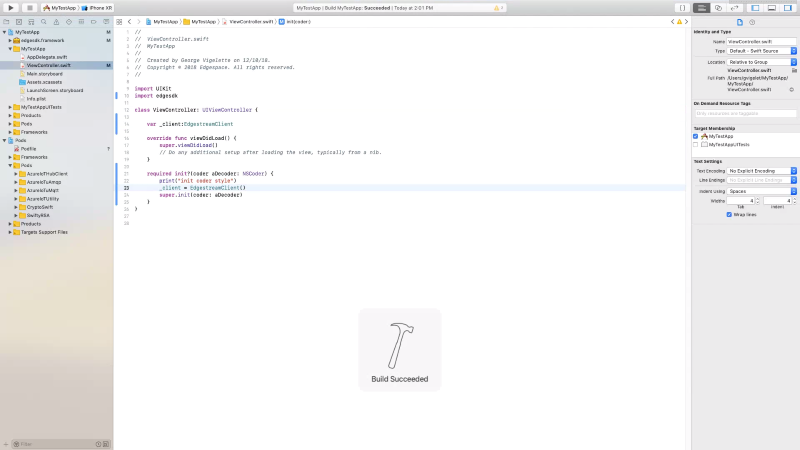 MyTestApp
iPhone XR
MyTestApp | Build MyTestApp: Succeeded | Today at 2:01 PM
MyTestApp
MyTestApp
ViewController.swift
init(coder:)
MyTestApp M
edgesdk.framework
MyTestApp
AppDelegate.swift
ViewController.swift M
Main.storyboard
Assets.xcassets
LaunchScreen.storyboard
Info.plist
MyTestAppUITests
Products
Pods
Frameworks
Pods
Podfile ?
Frameworks
Pods
AzureIoTHubClient
AzureIoTuAmqp
AzureIoTuMqtt
AzureIoTUtility
CryptoSwift
SwiftyRSA
Products
Targets Support Files
Filter
//
// ViewController.swift
// MyTestApp
//
// Created by George Vigelette on 12/18/18.
// Copyright © 2018 Edgespace. All rights reserved.
//
import UIKit
import edgesdk
class ViewController: UIViewController {
var _client:EdgestreamClient
override func viewDidLoad() {
super.viewDidLoad()
// Do any additional setup after loading the view, typically from a nib.
}
required init?(coder aDecoder: NSCoder) {
print("init coder style")
_client = EdgestreamClient()
super.init(coder: aDecoder)
}
}
Build Succeeded
Identity and Type
Name ViewController.swift
Type Default - Swift Source
Location Relative to Group
ViewController.swift
Full Path /Users/gvigelet/MyTestApp/MyTestApp/
ViewController.swift
On Demand Resource Tags
Only resources are taggable
Target Membership
MyTestApp
MyTestAppUITests
Text Settings
Text Encoding No Explicit Encoding
Line Endings No Explicit Line Endings
Indent Using Spaces
Widths 4 4
Tab Indent
Wrap lines